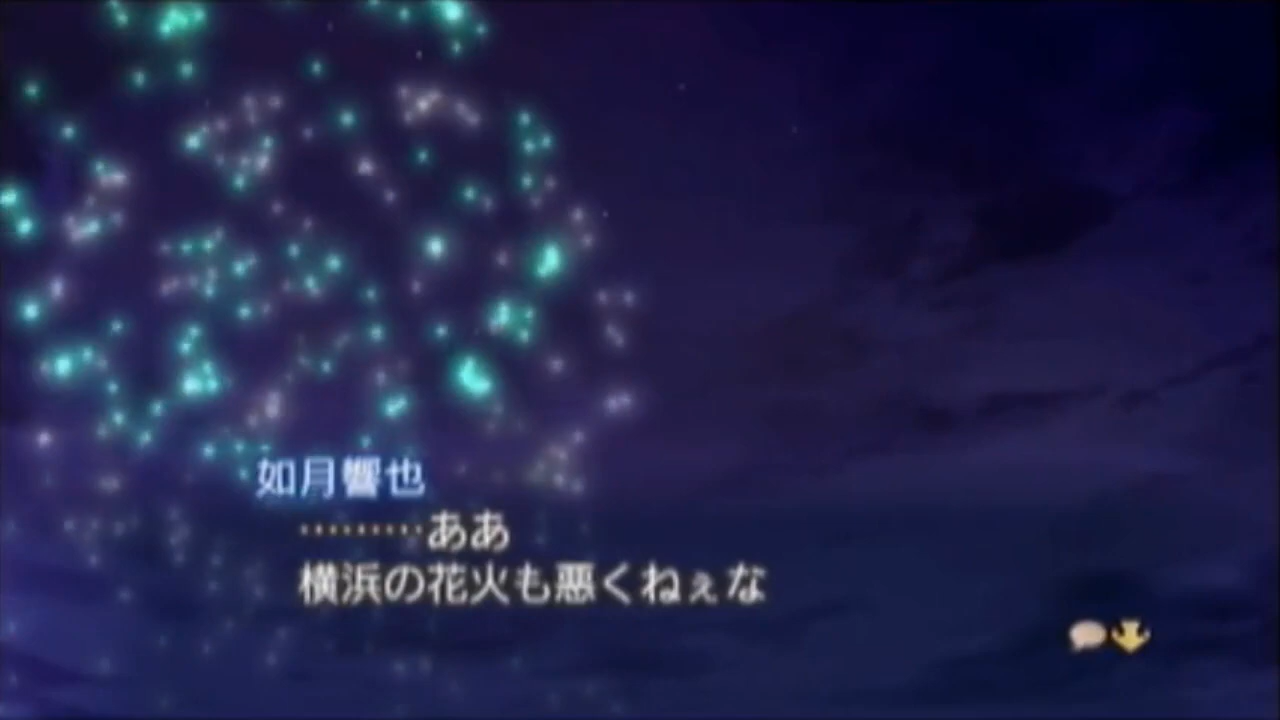 如月響也
………ああ
横浜の花火も悪くねぇな